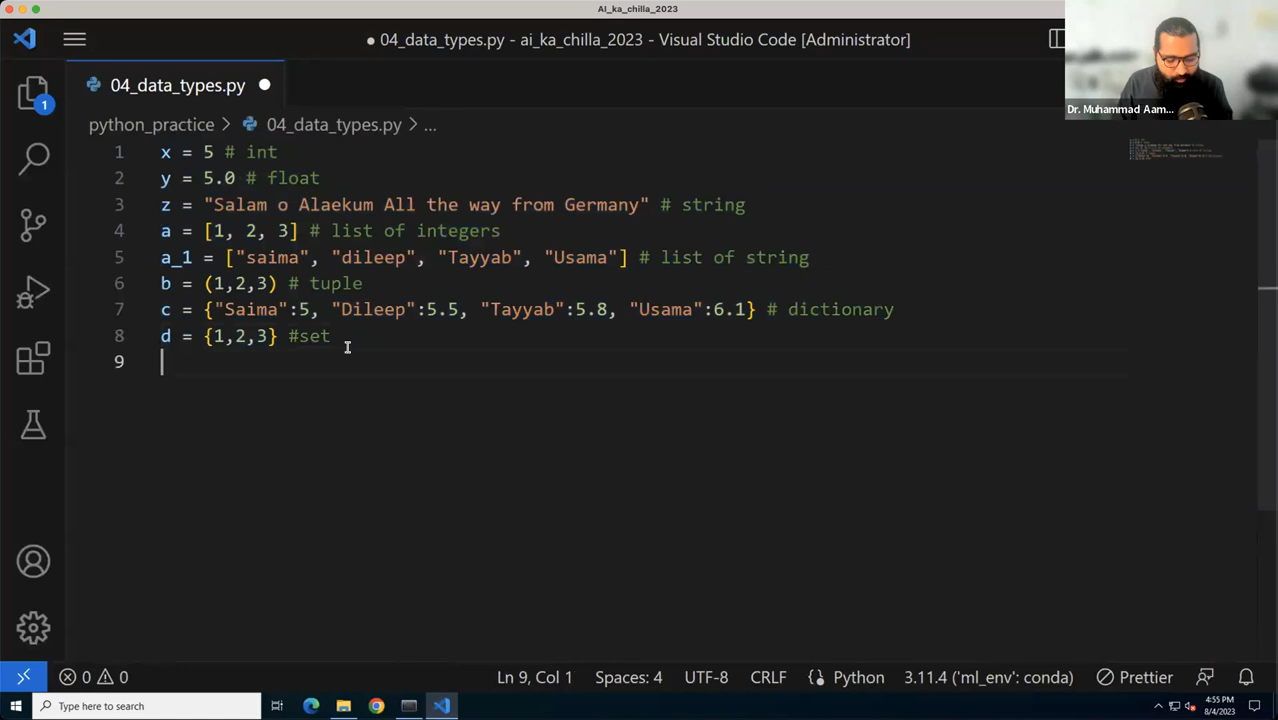 AI_ka_chilla_2023
● 04_data_types.py - ai_ka_chilla_2023 - Visual Studio Code [Administrator]
Dr. Muhammad Aam...
1
04_data_types.py
python_practice > 04_data_types.py > ...
1 x = 5 # int
2 y = 5.0 # float
3 z = "Salam o Alaekum All the way from Germany" # string
4 a = [1, 2, 3] # list of integers
5 a_1 = ["saima", "dileep", "Tayyab", "Usama"] # list of string
6 b = (1,2,3) # tuple
7 c = {"Saima":5, "Dileep":5.5, "Tayyab":5.8, "Usama":6.1} # dictionary
8 d = {1,2,3} #set
9
0 0 Ln 9, Col 1 Spaces: 4 UTF-8 CRLF Python 3.11.4 ('ml_env': conda) Prettier
Type here to search
4:55 PM
8/4/2023